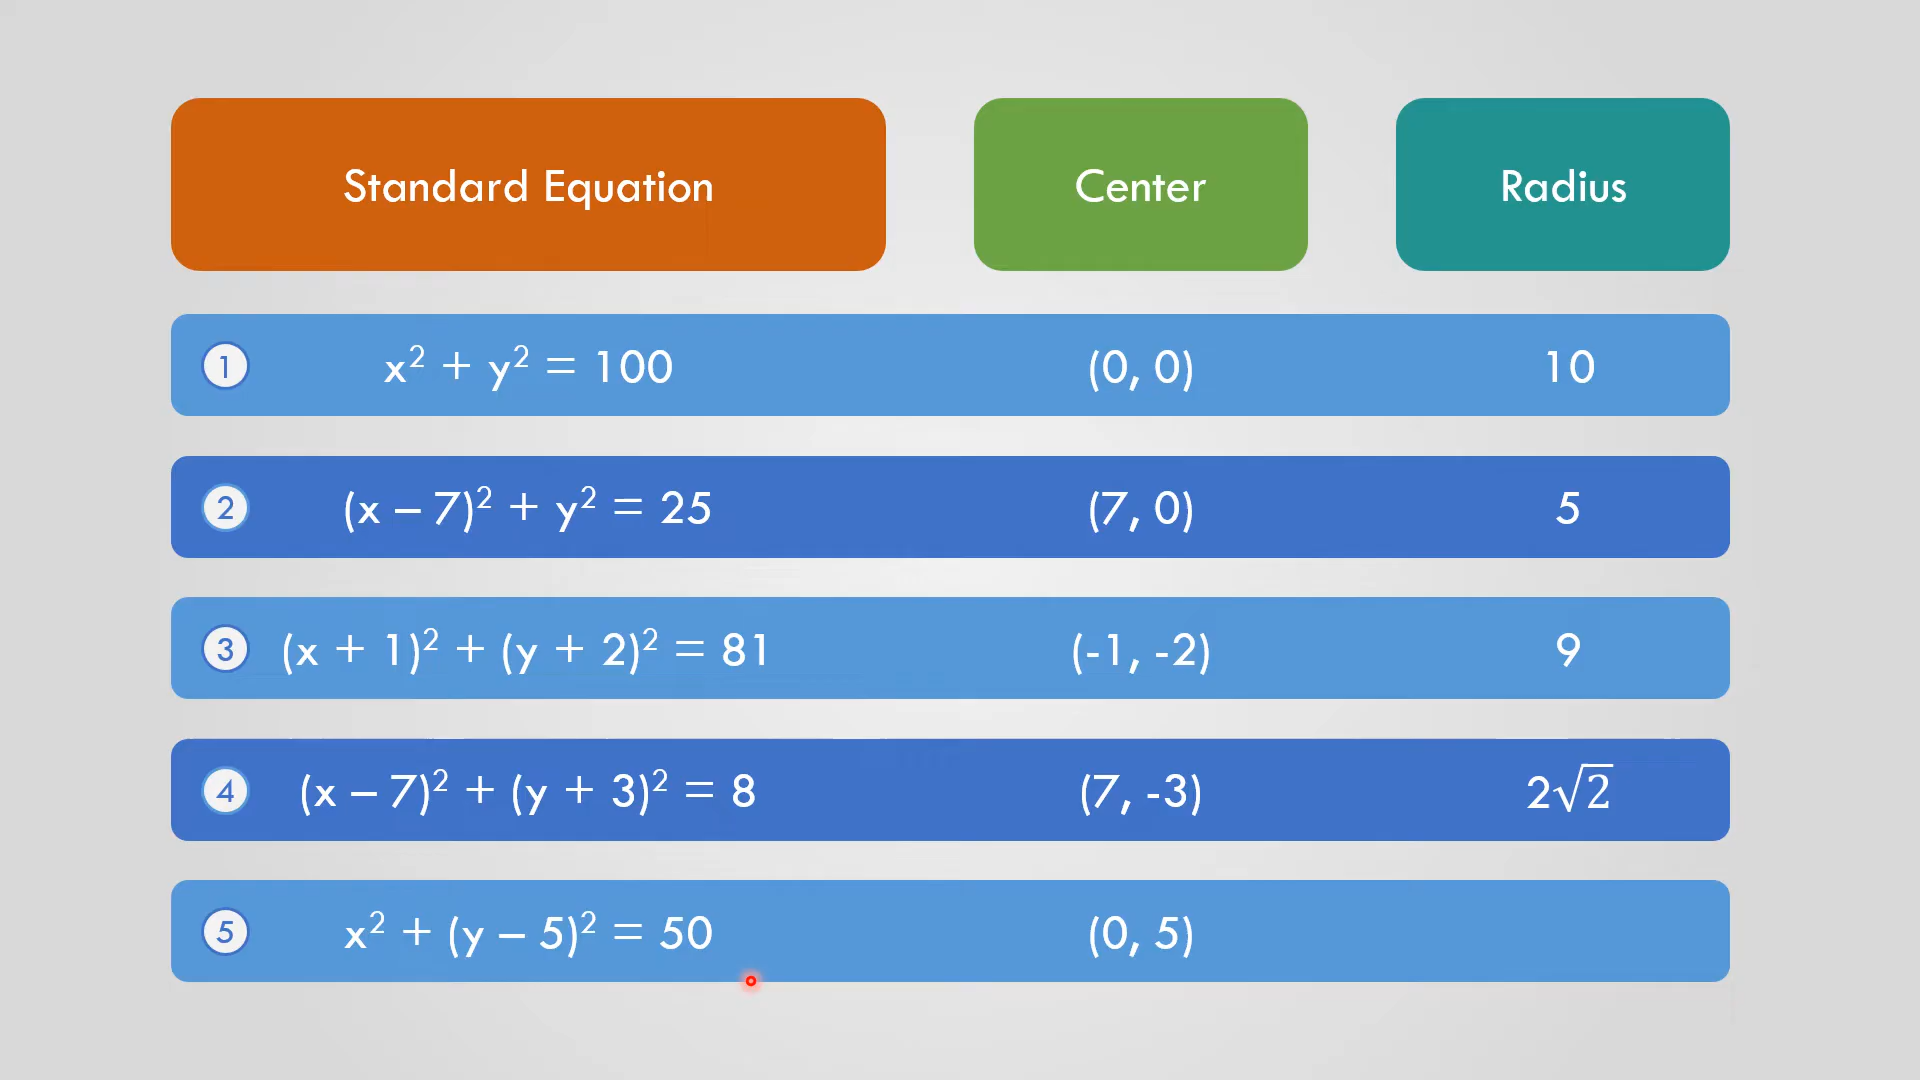 Standard Equation Center Radius
1 x² + y² = 100 (0, 0) 10
2 (x – 7)² + y² = 25 (7, 0) 5
3 (x + 1)² + (y + 2)² = 81 (-1, -2) 9
4 (x – 7)² + (y + 3)² = 8 (7, -3) 2√2
5 x² + (y – 5)² = 50 (0, 5)